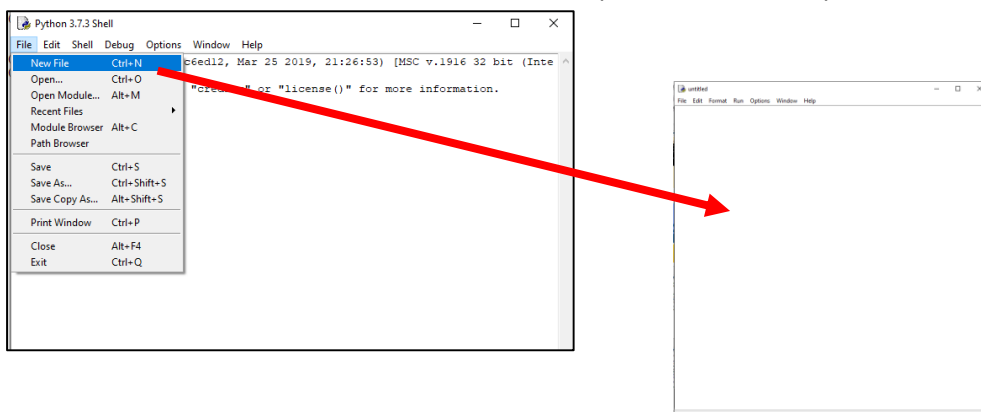 Python 3.7.3 Shell
File Edit Shell Debug Options Window Help
New File Ctrl+N
c6ed12, Mar 25 2019, 21:26:53) [MSC v.1916 32 bit (Inte
Open... Ctrl+O
Open Module... Alt+M
or "license()" for more information.
Recent Files
Module Browser Alt+C
Path Browser
Save Ctrl+S
Save As... Ctrl+Shift+S
Save Copy As... Alt+Shift+S
Print Window Ctrl+P
Close Alt+F4
Exit Ctrl+Q
untitled
File Edit Format Run Options Window Help